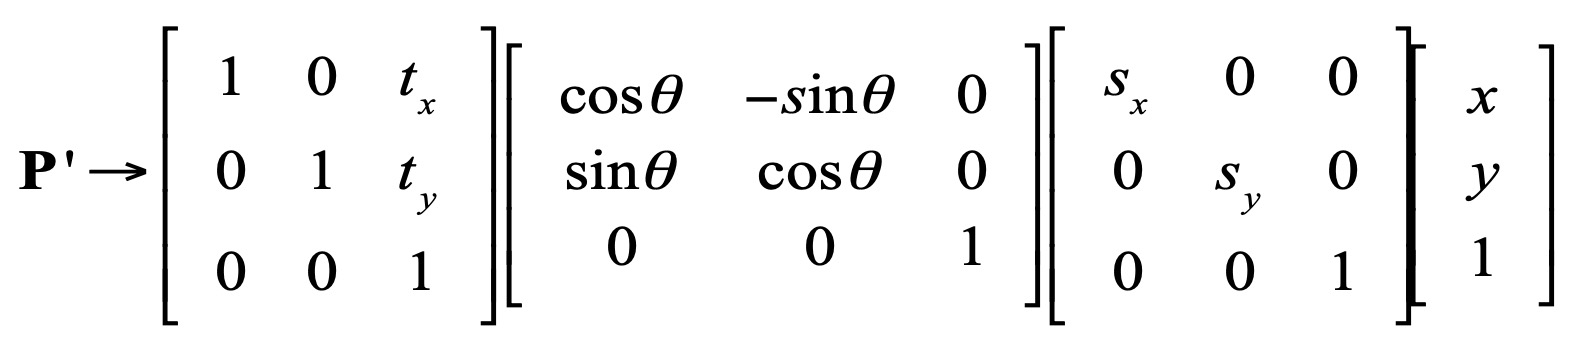 P' → [ 1 0 t_x ; 0 1 t_y ; 0 0 1 ] [ cosθ −sinθ 0 ; sinθ cosθ 0 ; 0 0 1 ] [ s_x 0 0 ; 0 s_y 0 ; 0 0 1 ] [ x ; y ; 1 ]